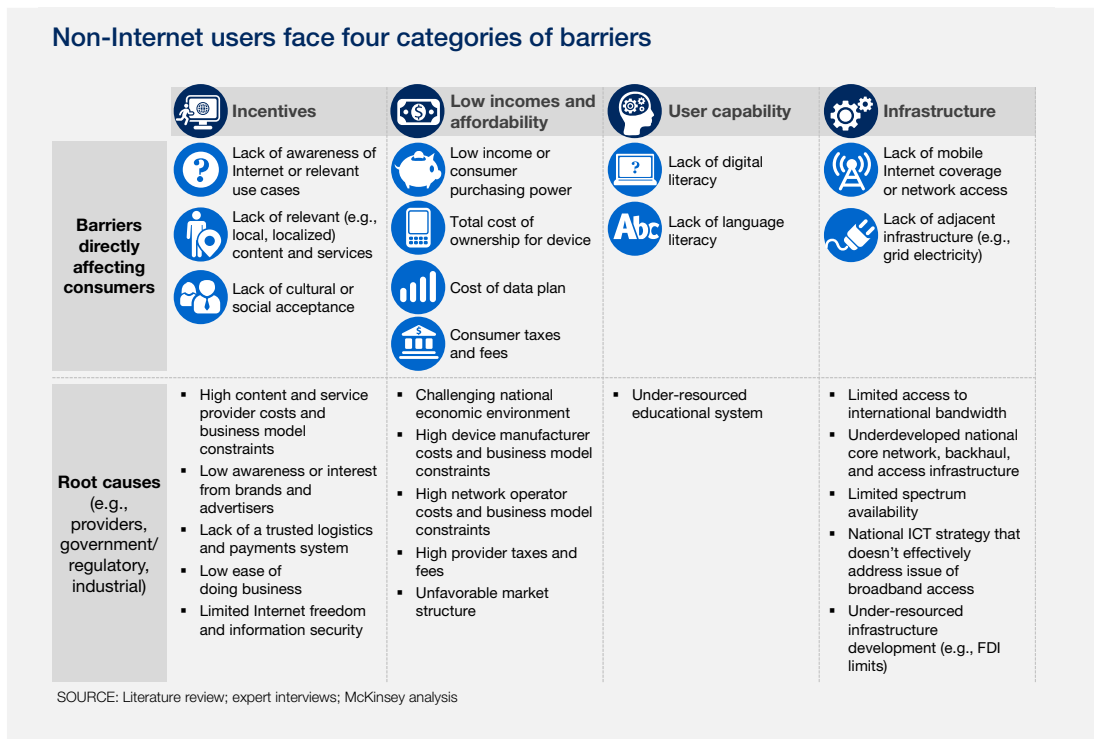 Non-Internet users face four categories of barriers
Incentives
Low incomes and
affordability
User capability
Infrastructure
Barriers
directly
affecting
consumers
?
Lack of awareness of
Internet or relevant
use cases
Lack of relevant (e.g.,
local, localized)
content and services
Lack of cultural or
social acceptance
$
Low income or
consumer
purchasing power
Total cost of
ownership for device
Cost of data plan
$
Consumer taxes
and fees
?
Lack of digital
literacy
Abc
Lack of language
literacy
Lack of mobile
Internet coverage
or network access
Lack of adjacent
infrastructure (e.g.,
grid electricity)
Root causes
(e.g.,
providers,
government/
regulatory,
industrial)
▪ High content and service
provider costs and
business model
constraints
▪ Low awareness or interest
from brands and
advertisers
▪ Lack of a trusted logistics
and payments system
▪ Low ease of
doing business
▪ Limited Internet freedom
and information security
▪ Challenging national
economic environment
▪ High device manufacturer
costs and business model
constraints
▪ High network operator
costs and business model
constraints
▪ High provider taxes and
fees
▪ Unfavorable market
structure
▪ Under-resourced
educational system
▪ Limited access to
international bandwidth
▪ Underdeveloped national
core network, backhaul,
and access infrastructure
▪ Limited spectrum
availability
▪ National ICT strategy that
doesn't effectively
address issue of
broadband access
▪ Under-resourced
infrastructure
development (e.g., FDI
limits)
SOURCE: Literature review; expert interviews; McKinsey analysis